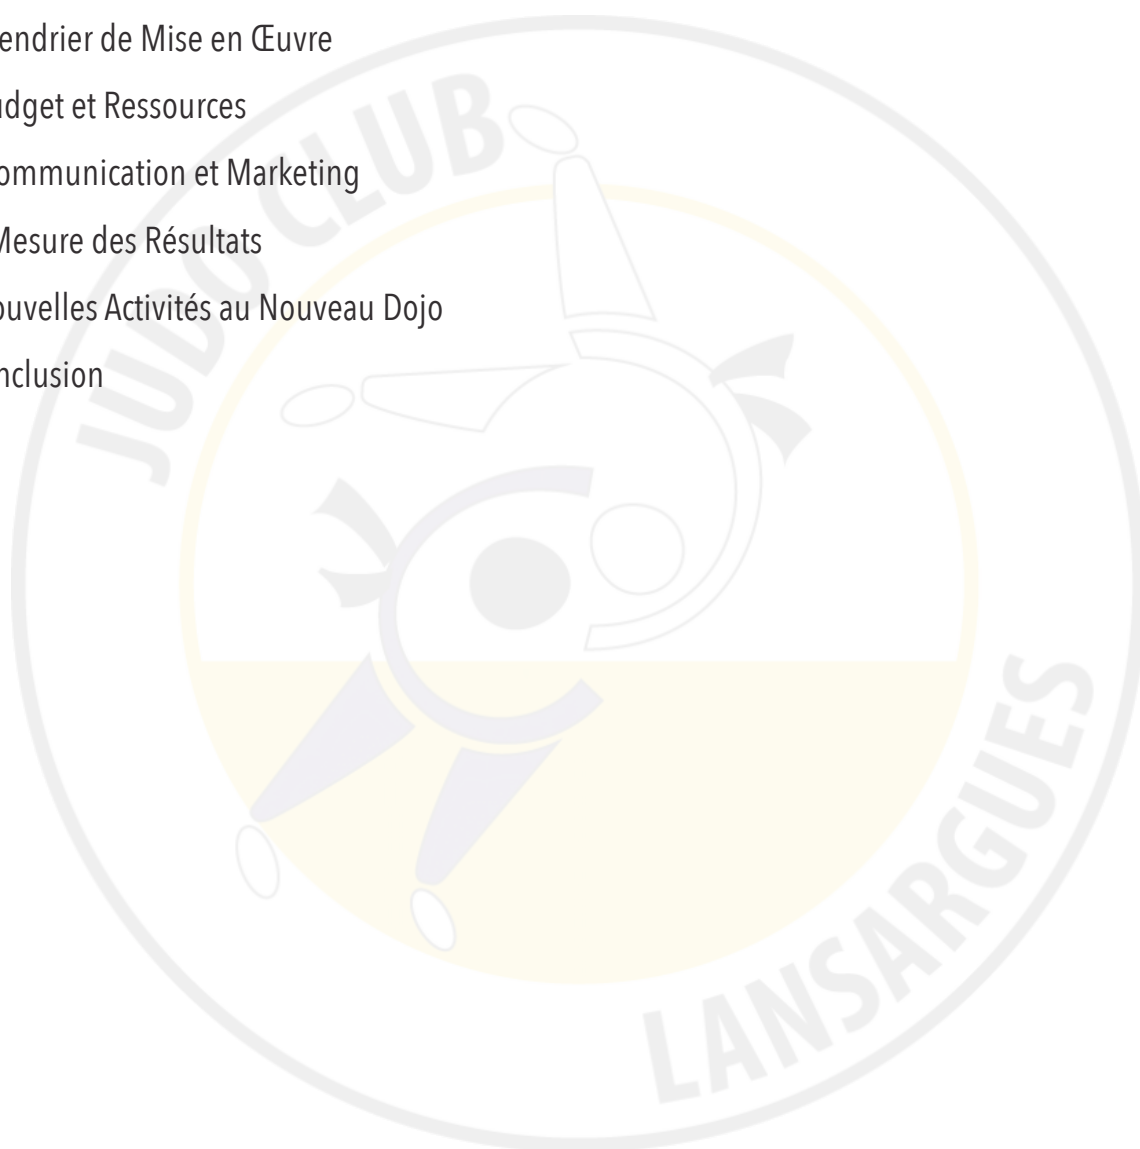 endrier de Mise en Œuvre
dget et Ressources
ommunication et Marketing
Mesure des Résultats
ouvelles Activités au Nouveau Dojo
nclusion
JUDO CLUB
LANSARGUES